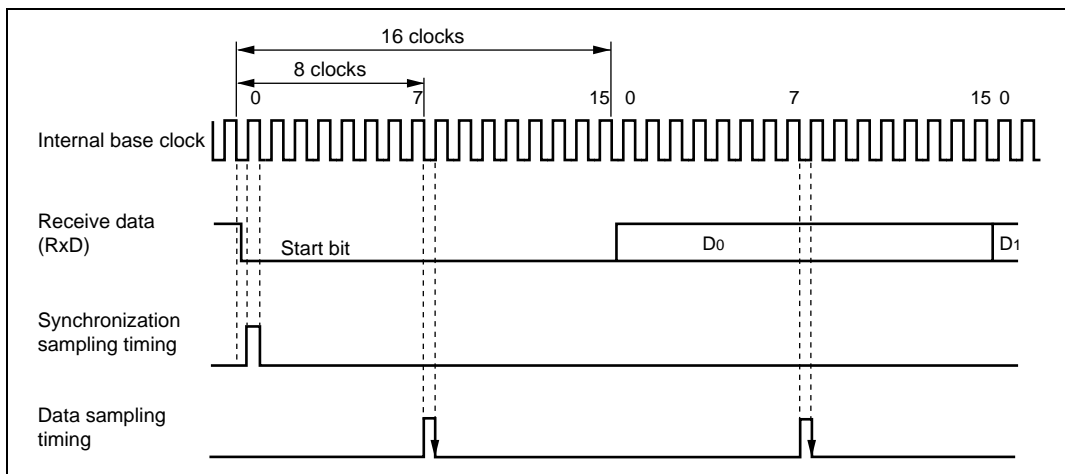 16 clocks
8 clocks
0 7 15 0 7 15 0
Internal base clock
Receive data
(RxD)
Start bit
D0
D1
Synchronization
sampling timing
Data sampling
timing